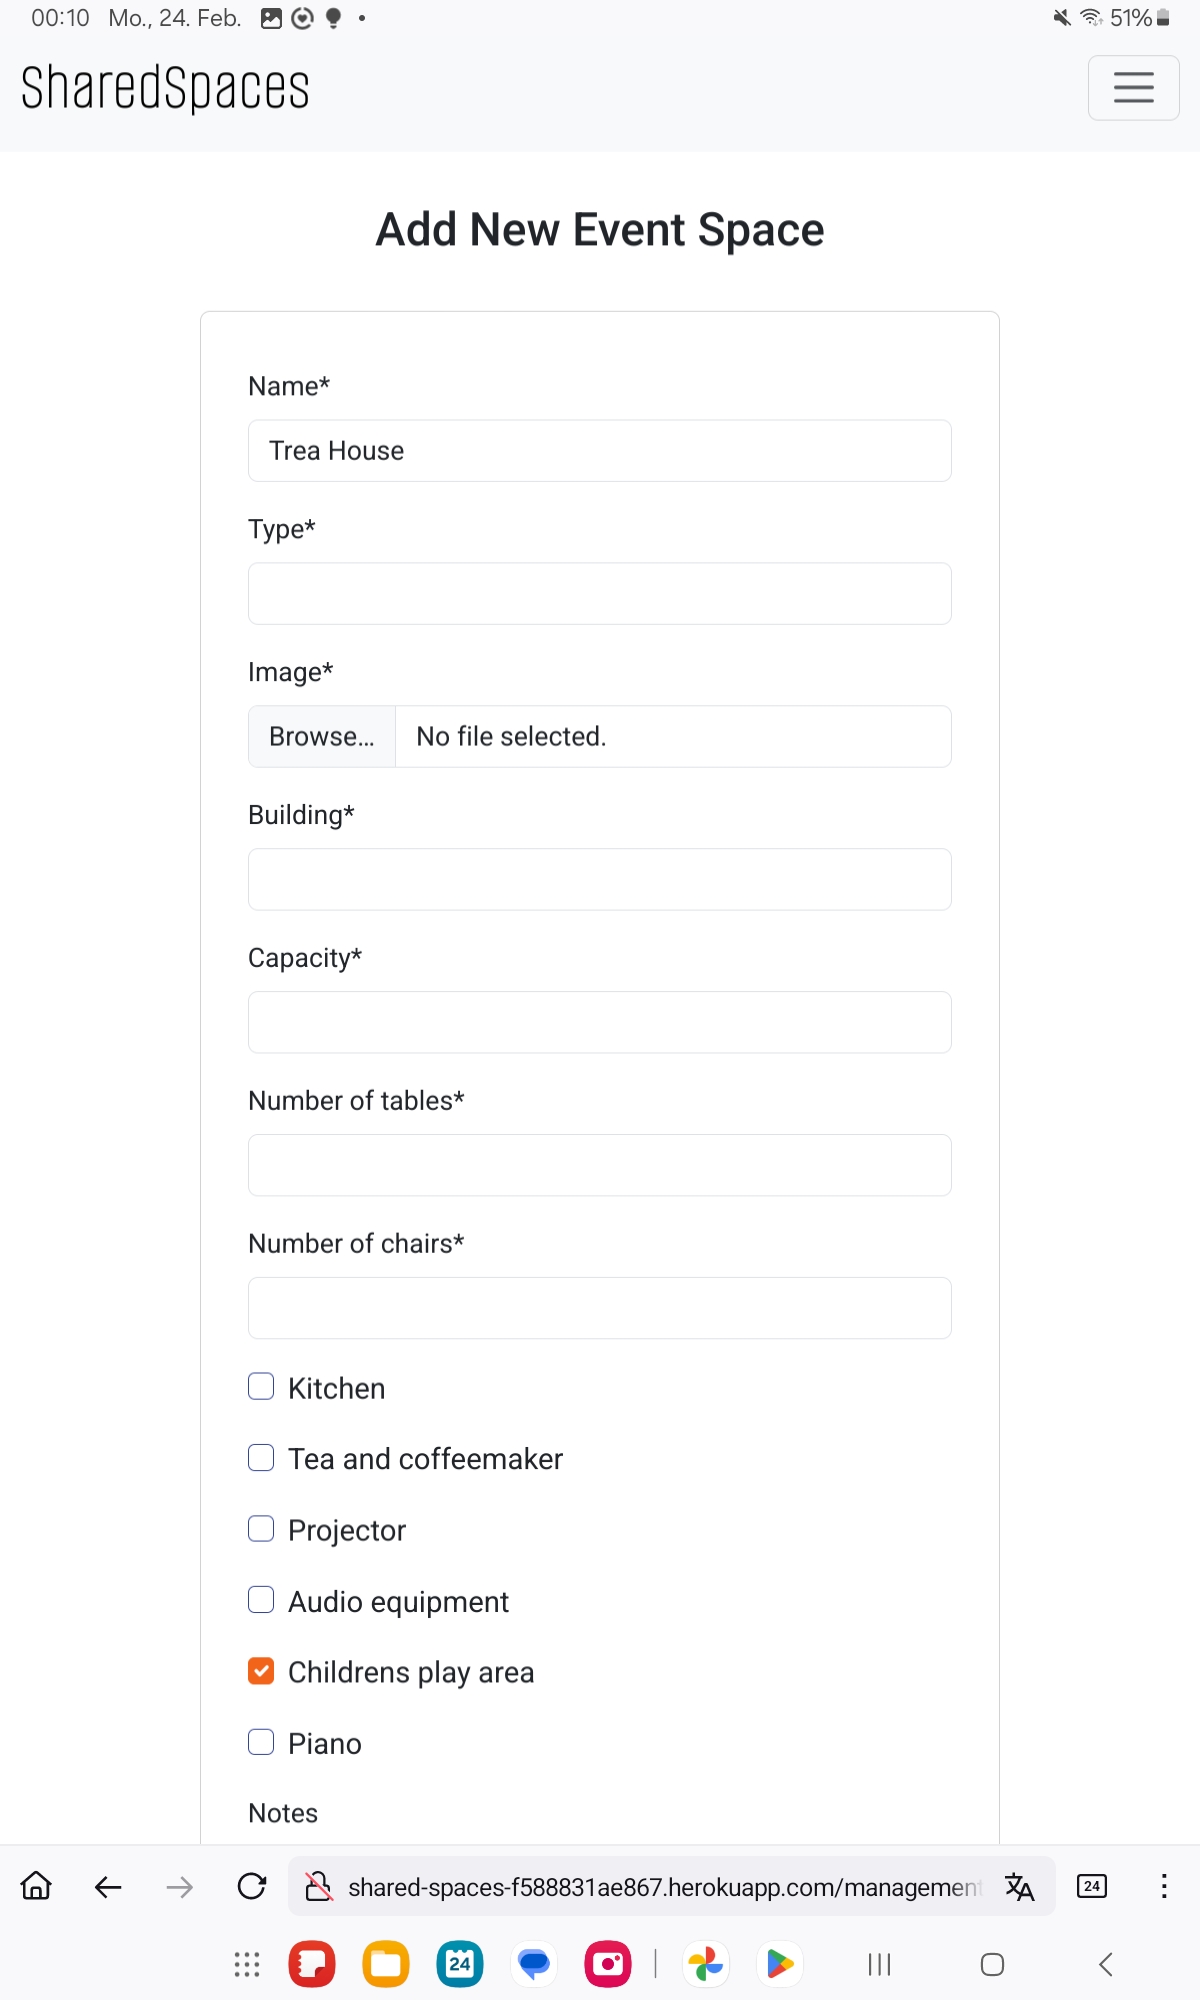 00:10 Mo., 24. Feb.
51%
SharedSpaces
Add New Event Space
Name*
Trea House
Type*
Image*
Browse... No file selected.
Building*
Capacity*
Number of tables*
Number of chairs*
Kitchen
Tea and coffeemaker
Projector
Audio equipment
Childrens play area
Piano
Notes
shared-spaces-f588831ae867.herokuapp.com/management
24
24